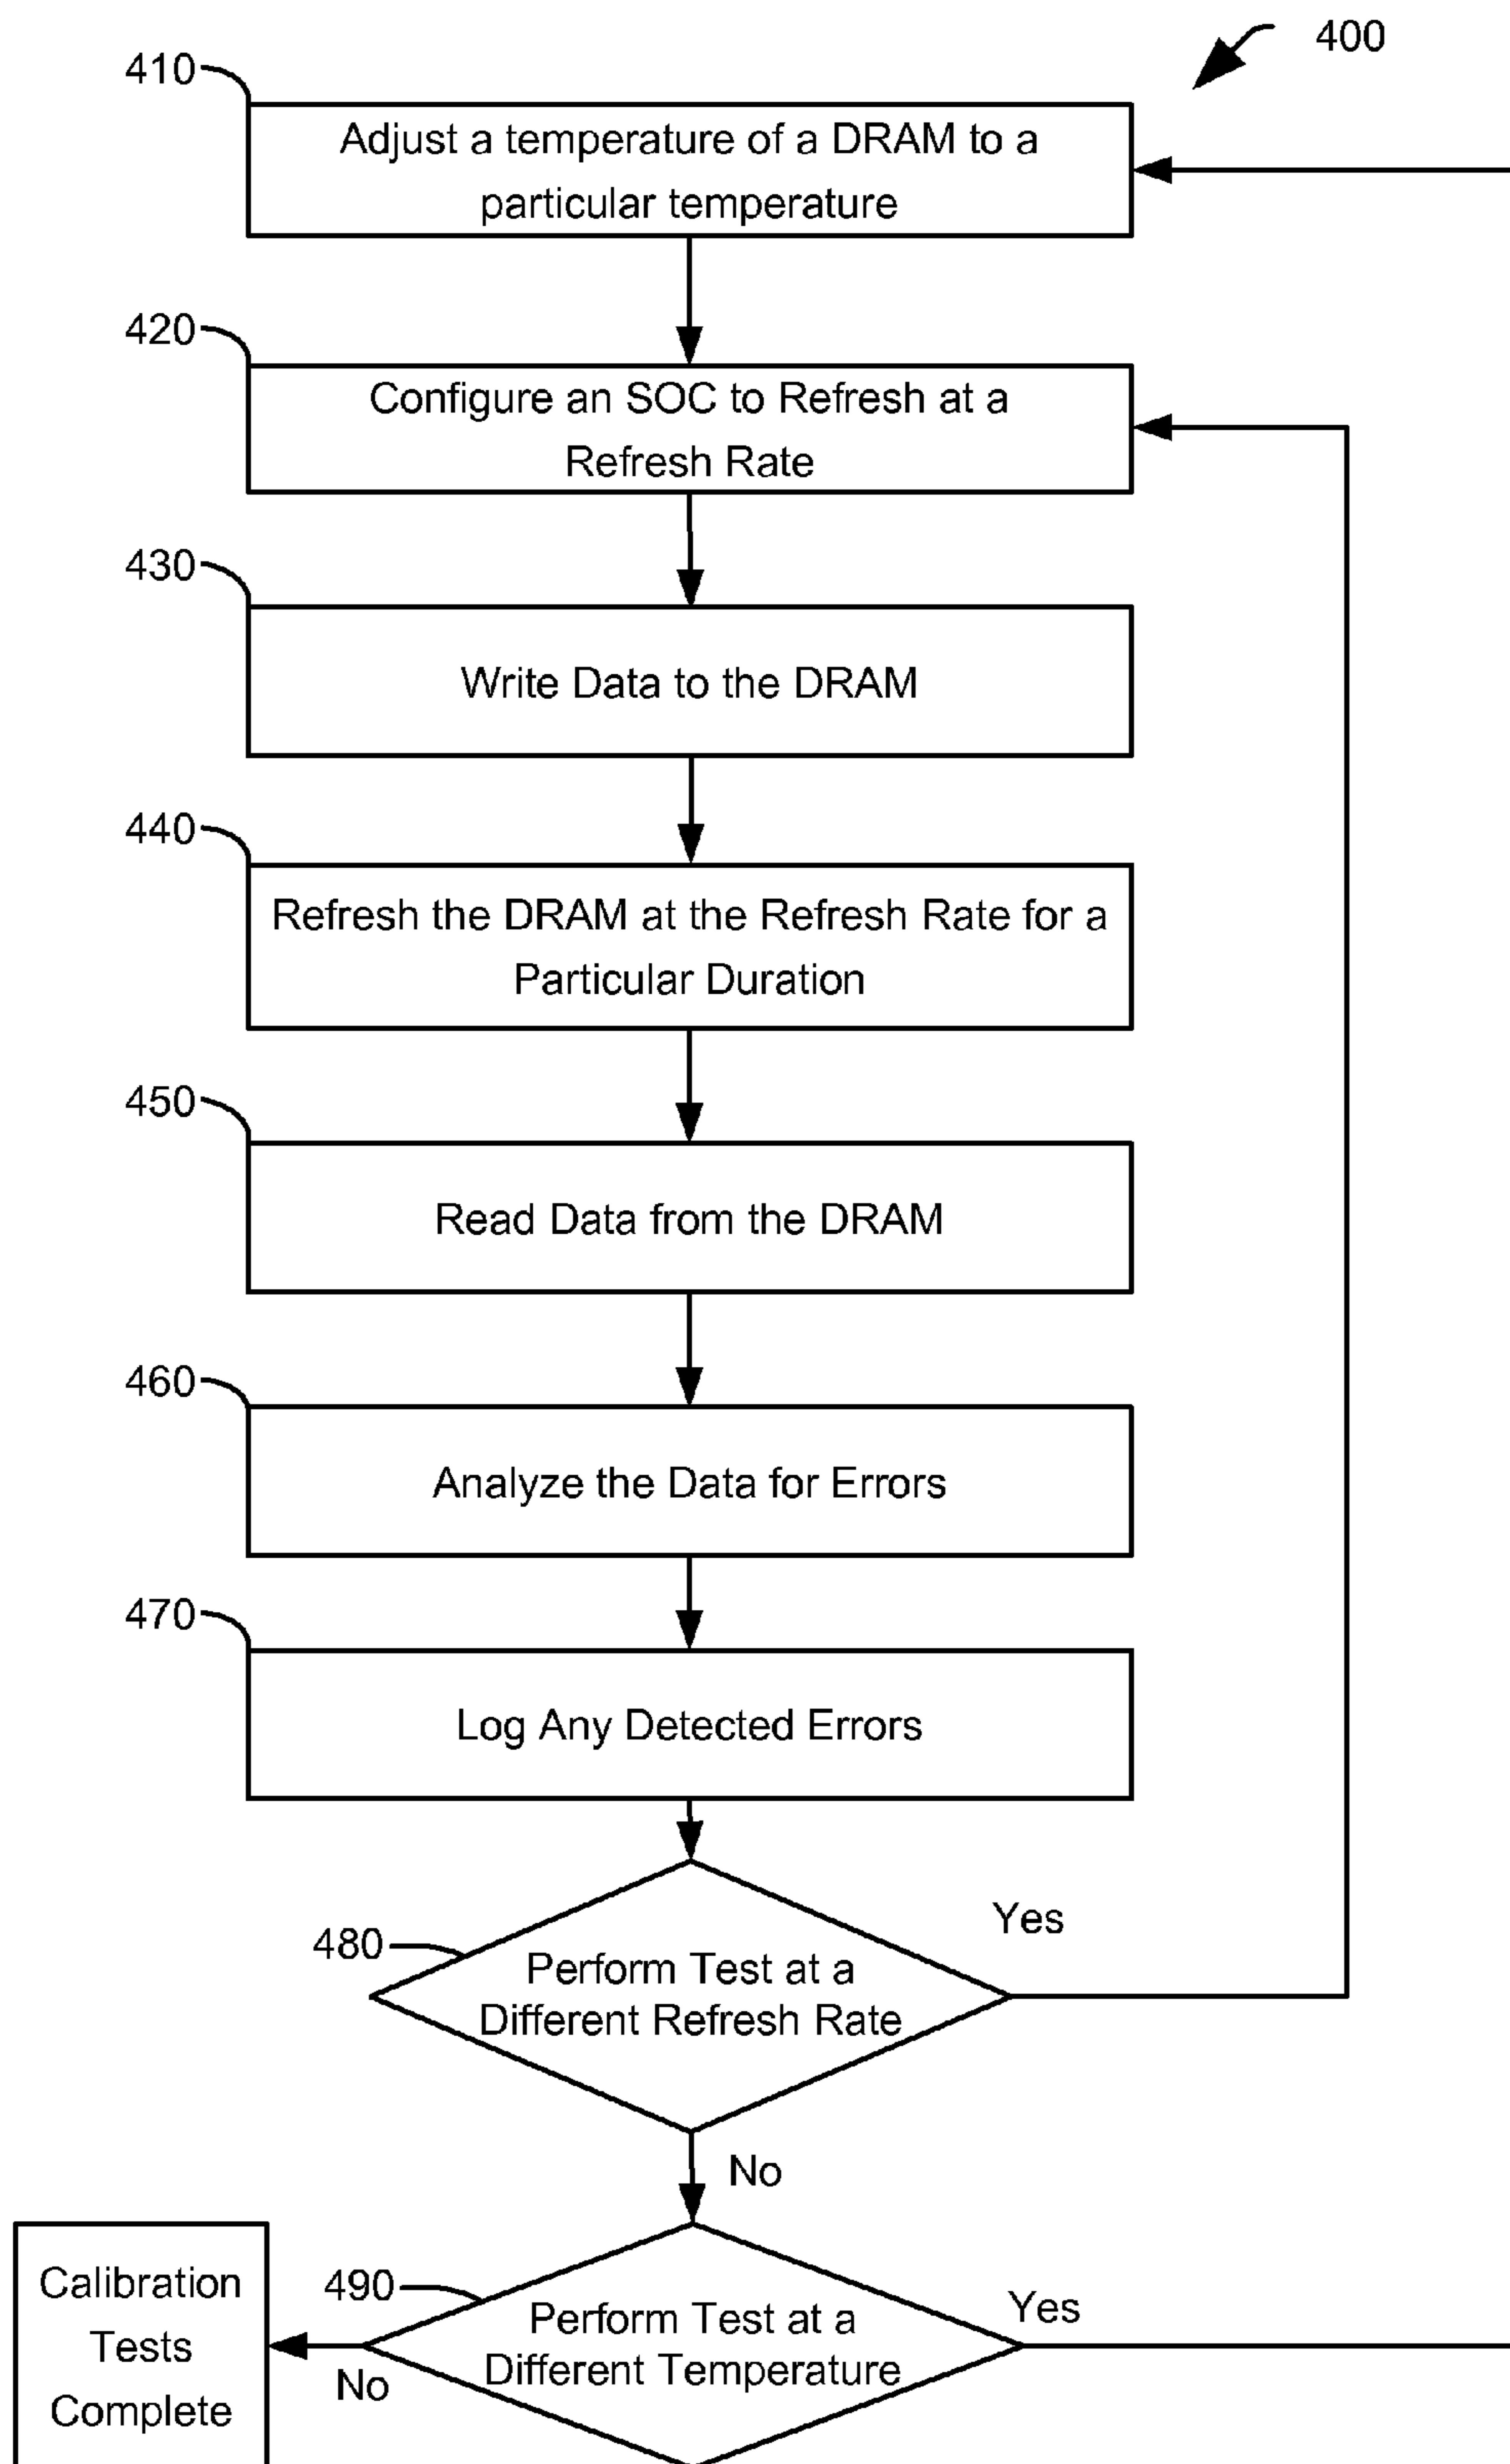 400
410
Adjust a temperature of a DRAM to a
particular temperature
420
Configure an SOC to Refresh at a
Refresh Rate
430
Write Data to the DRAM
440
Refresh the DRAM at the Refresh Rate for a
Particular Duration
450
Read Data from the DRAM
460
Analyze the Data for Errors
470
Log Any Detected Errors
480
Perform Test at a
Different Refresh Rate
Yes
No
490
Perform Test at a
Different Temperature
Yes
No
Calibration
Tests
Complete